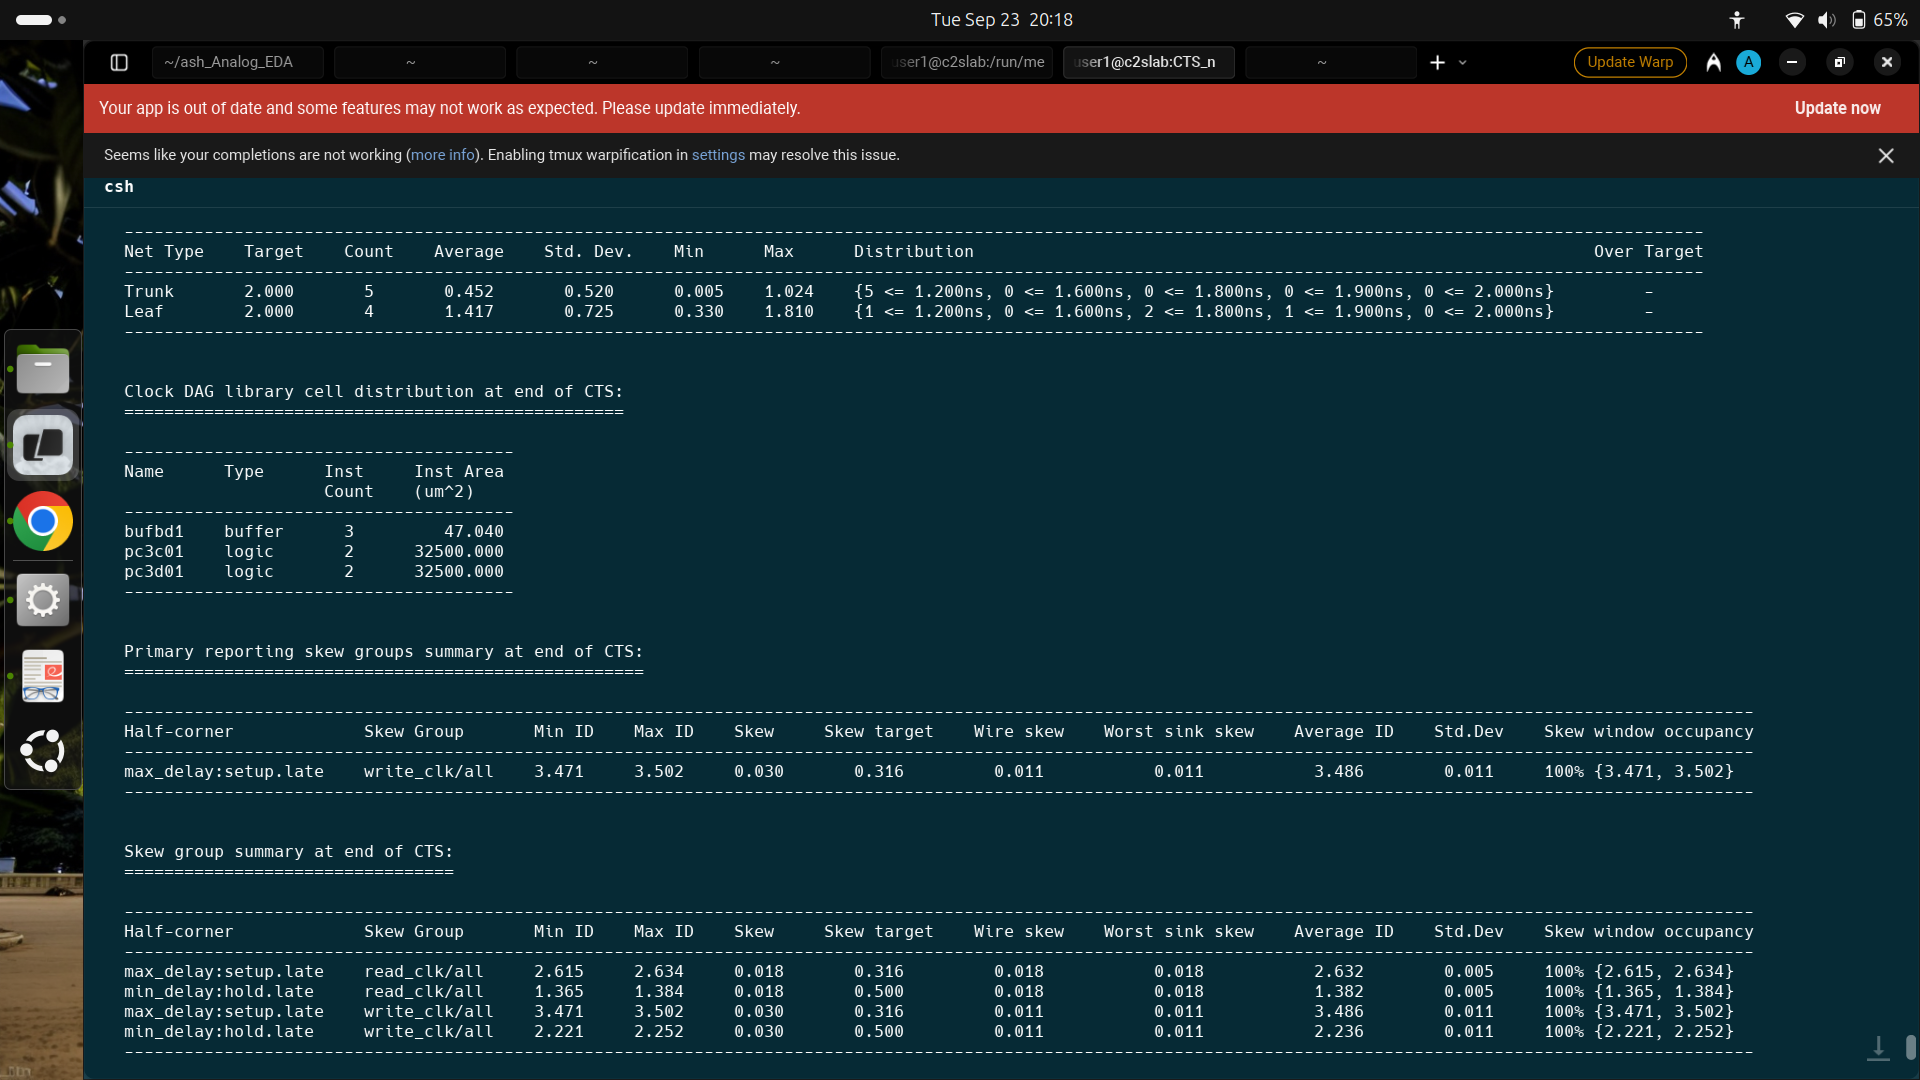 Tue Sep 23 20:18
65%
~/ash_Analog_EDA
~
~
~
user1@c2slab:/run/me
user1@c2slab:CTS_n
~
Update Warp
A
Your app is out of date and some features may not work as expected. Please update immediately.
Update now
Seems like your completions are not working (more info). Enabling tmux warpification in settings may resolve this issue.
csh
Net Type Target Count Average Std. Dev. Min Max Distribution Over Target
Trunk 2.000 5 0.452 0.520 0.005 1.024 {5 <= 1.200ns, 0 <= 1.600ns, 0 <= 1.800ns, 0 <= 1.900ns, 0 <= 2.000ns} -
Leaf 2.000 4 1.417 0.725 0.330 1.810 {1 <= 1.200ns, 0 <= 1.600ns, 2 <= 1.800ns, 1 <= 1.900ns, 0 <= 2.000ns} -
Clock DAG library cell distribution at end of CTS:
==================================================
Name Type Inst Inst Area
Count (um^2)
bufbd1 buffer 3 47.040
pc3c01 logic 2 32500.000
pc3d01 logic 2 32500.000
Primary reporting skew groups summary at end of CTS:
====================================================
Half-corner Skew Group Min ID Max ID Skew Skew target Wire skew Worst sink skew Average ID Std.Dev Skew window occupancy
max_delay:setup.late write_clk/all 3.471 3.502 0.030 0.316 0.011 0.011 3.486 0.011 100% {3.471, 3.502}
Skew group summary at end of CTS:
=================================
Half-corner Skew Group Min ID Max ID Skew Skew target Wire skew Worst sink skew Average ID Std.Dev Skew window occupancy
max_delay:setup.late read_clk/all 2.615 2.634 0.018 0.316 0.018 0.018 2.632 0.005 100% {2.615, 2.634}
min_delay:hold.late read_clk/all 1.365 1.384 0.018 0.500 0.018 0.018 1.382 0.005 100% {1.365, 1.384}
max_delay:setup.late write_clk/all 3.471 3.502 0.030 0.316 0.011 0.011 3.486 0.011 100% {3.471, 3.502}
min_delay:hold.late write_clk/all 2.221 2.252 0.030 0.500 0.011 0.011 2.236 0.011 100% {2.221, 2.252}